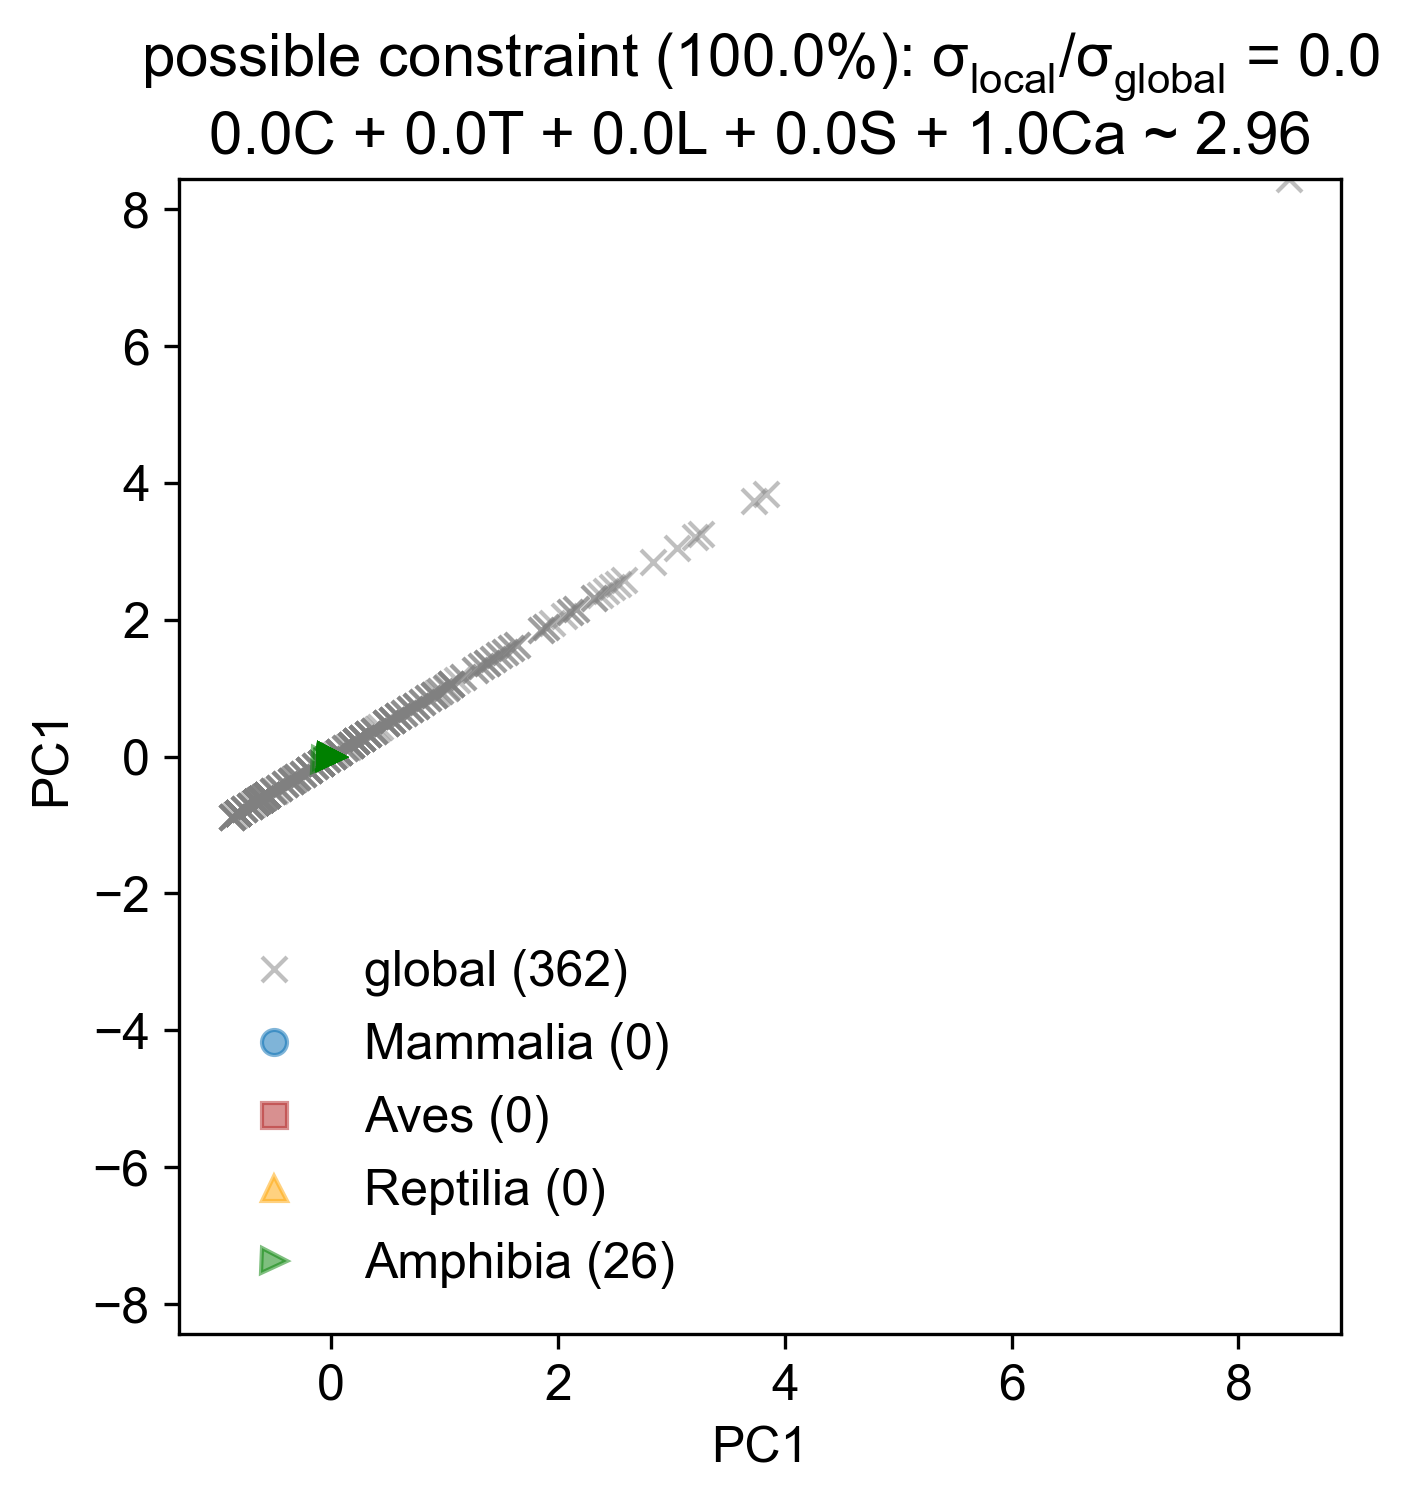 possible constraint (100.0%): σlocal/σglobal = 0.0
0.0C + 0.0T + 0.0L + 0.0S + 1.0Ca ~ 2.96
8
6
4
2
0
−2
−4
−6
−8
PC1
global (362)
Mammalia (0)
Aves (0)
Reptilia (0)
Amphibia (26)
0 2 4 6 8
PC1